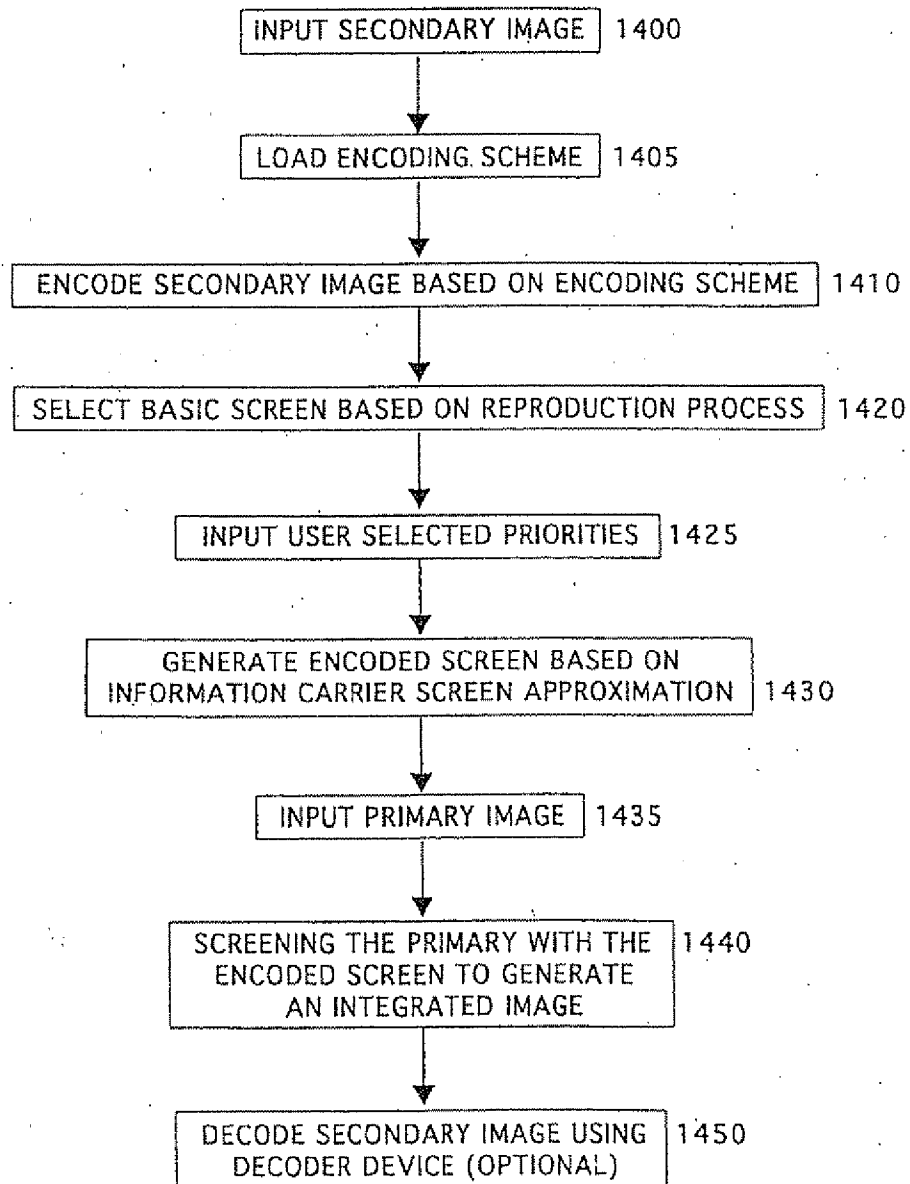 INPUT SECONDARY IMAGE 1400
LOAD ENCODING. SCHEME 1405
ENCODE SECONDARY IMAGE BASED ON ENCODING SCHEME 1410
SELECT BASIC SCREEN BASED ON REPRODUCTION PROCESS 1420
INPUT USER SELECTED PRIORITIES 1425
GENERATE ENCODED SCREEN BASED ON
INFORMATION CARRIER SCREEN APPROXIMATION 1430
INPUT PRIMARY IMAGE 1435
SCREENING THE PRIMARY WITH THE 1440
ENCODED SCREEN TO GENERATE
AN INTEGRATED IMAGE
DECODE SECONDARY IMAGE USING 1450
DECODER DEVICE (OPTIONAL)